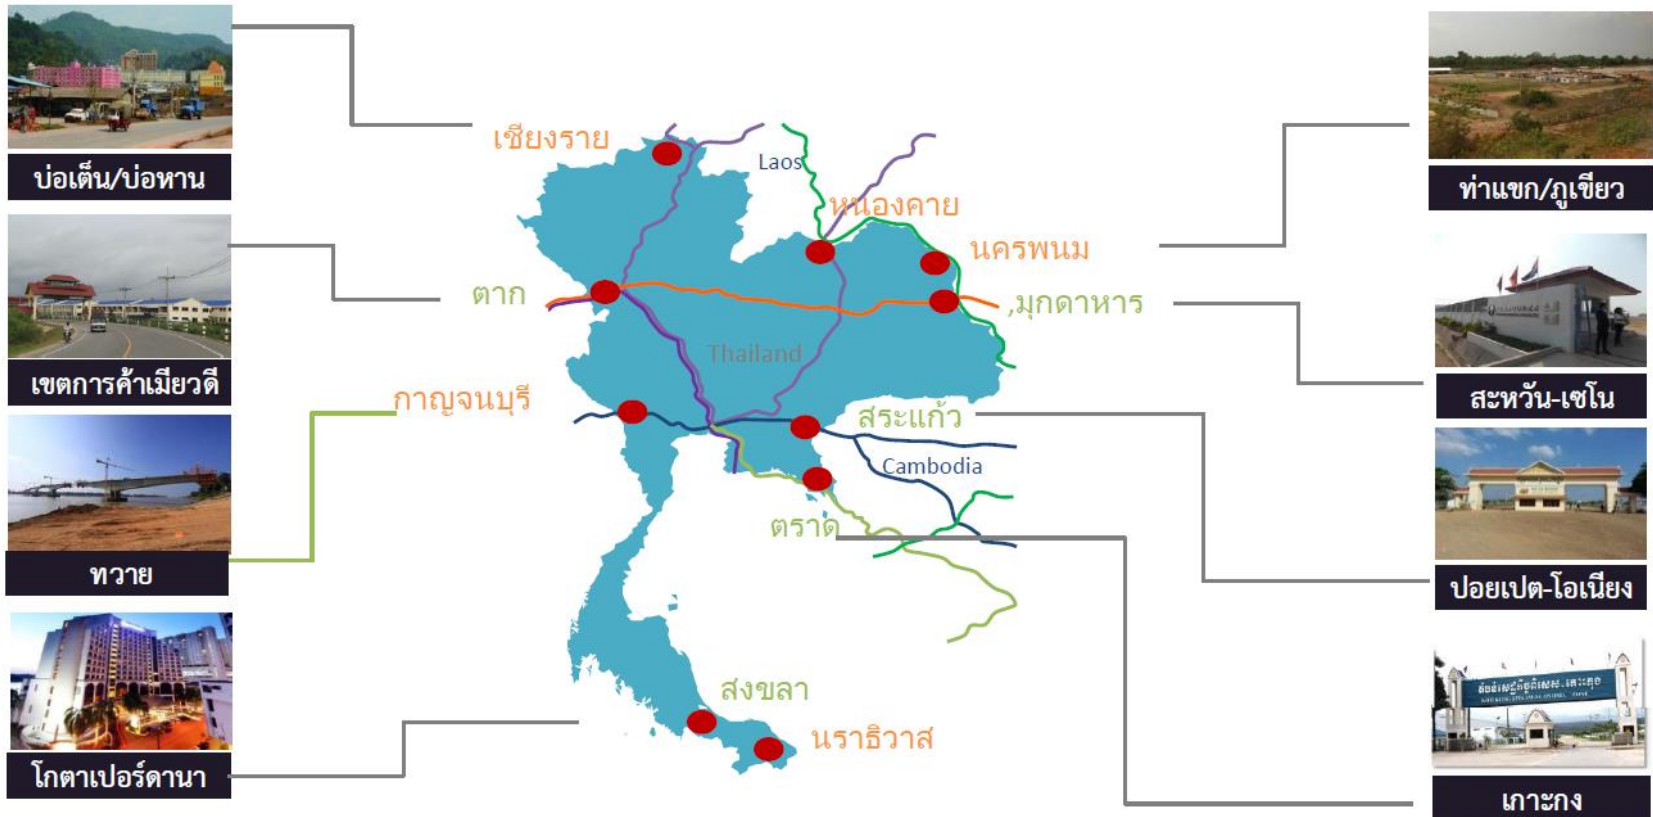 บ่อเต็น/บ่อหาน
เขตการค้าเมียวดี
ทวาย
โกตาเปอร์ดานา
เชียงราย
Laos
หนองคาย
นครพนม
ตาก
,มุกดาหาร
Thailand
กาญจนบุรี
สระแก้ว
Cambodia
ตราด
สงขลา
นราธิวาส
ท่าแขก/ภูเขียว
สะหวัน-เซโน
ปอยเปต-โอเนียง
เกาะกง